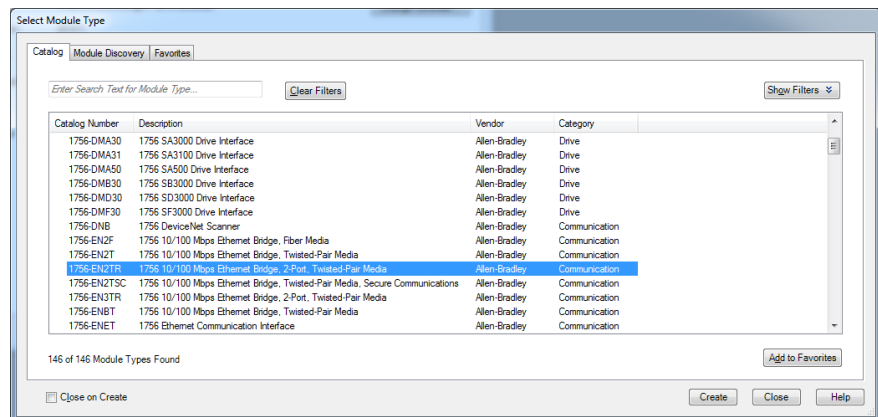 Select Module Type
Catalog Module Discovery Favorites
Enter Search Text for Module Type... Clear Filters Show Filters
Catalog Number Description Vendor Category
1756-DMA30 1756 SA3000 Drive Interface Allen-Bradley Drive
1756-DMA31 1756 SA3100 Drive Interface Allen-Bradley Drive
1756-DMA50 1756 SA500 Drive Interface Allen-Bradley Drive
1756-DMB30 1756 SB3000 Drive Interface Allen-Bradley Drive
1756-DMD30 1756 SD3000 Drive Interface Allen-Bradley Drive
1756-DMF30 1756 SF3000 Drive Interface Allen-Bradley Drive
1756-DNB 1756 DeviceNet Scanner Allen-Bradley Communication
1756-EN2F 1756 10/100 Mbps Ethernet Bridge, Fiber Media Allen-Bradley Communication
1756-EN2T 1756 10/100 Mbps Ethernet Bridge, Twisted-Pair Media Allen-Bradley Communication
1756-EN2TR 1756 10/100 Mbps Ethernet Bridge, 2-Port, Twisted-Pair Media Allen-Bradley Communication
1756-EN2TSC 1756 10/100 Mbps Ethernet Bridge, Twisted-Pair Media, Secure Communications Allen-Bradley Communication
1756-EN3TR 1756 10/100 Mbps Ethernet Bridge, 2-Port, Twisted-Pair Media Allen-Bradley Communication
1756-ENBT 1756 10/100 Mbps Ethernet Bridge, Twisted-Pair Media Allen-Bradley Communication
1756-ENET 1756 Ethernet Communication Interface Allen-Bradley Communication
146 of 146 Module Types Found Add to Favorites
Close on Create Create Close Help